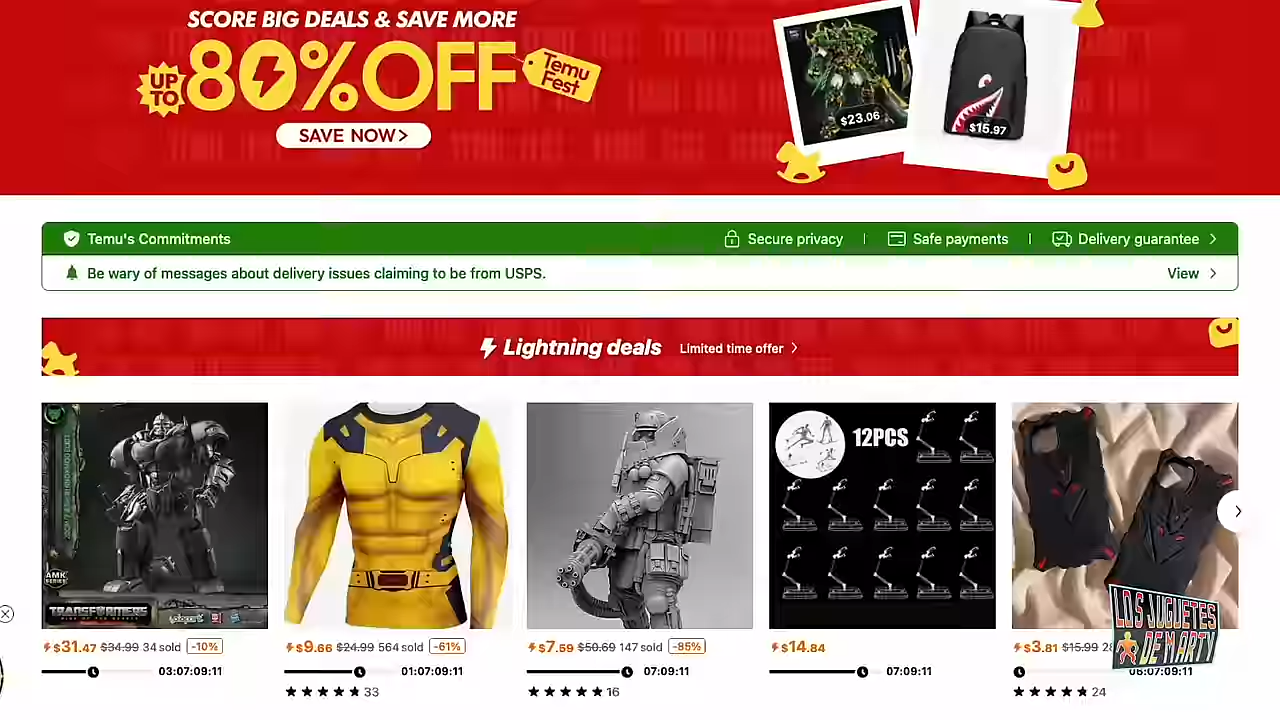 SCORE BIG DEALS & SAVE MORE
UP TO 80% OFF
Temu Fest
SAVE NOW>
$23.06
$15.97
Temu's Commitments
Secure privacy
Safe payments
Delivery guarantee
Be wary of messages about delivery issues claiming to be from USPS.
View
Lightning deals
Limited time offer
AMK SERIES
TRANSFORMERS
12PCS
$31.47 $34.99 34 sold -10%
03:07:09:11
$9.66 $24.99 564 sold -61%
01:07:09:11
33
$7.59 $50.69 147 sold -85%
07:09:11
16
$14.84
07:09:11
$3.81 $15.99 28
06:07:09:11
24
LOS JUGUETES
DE MARTY